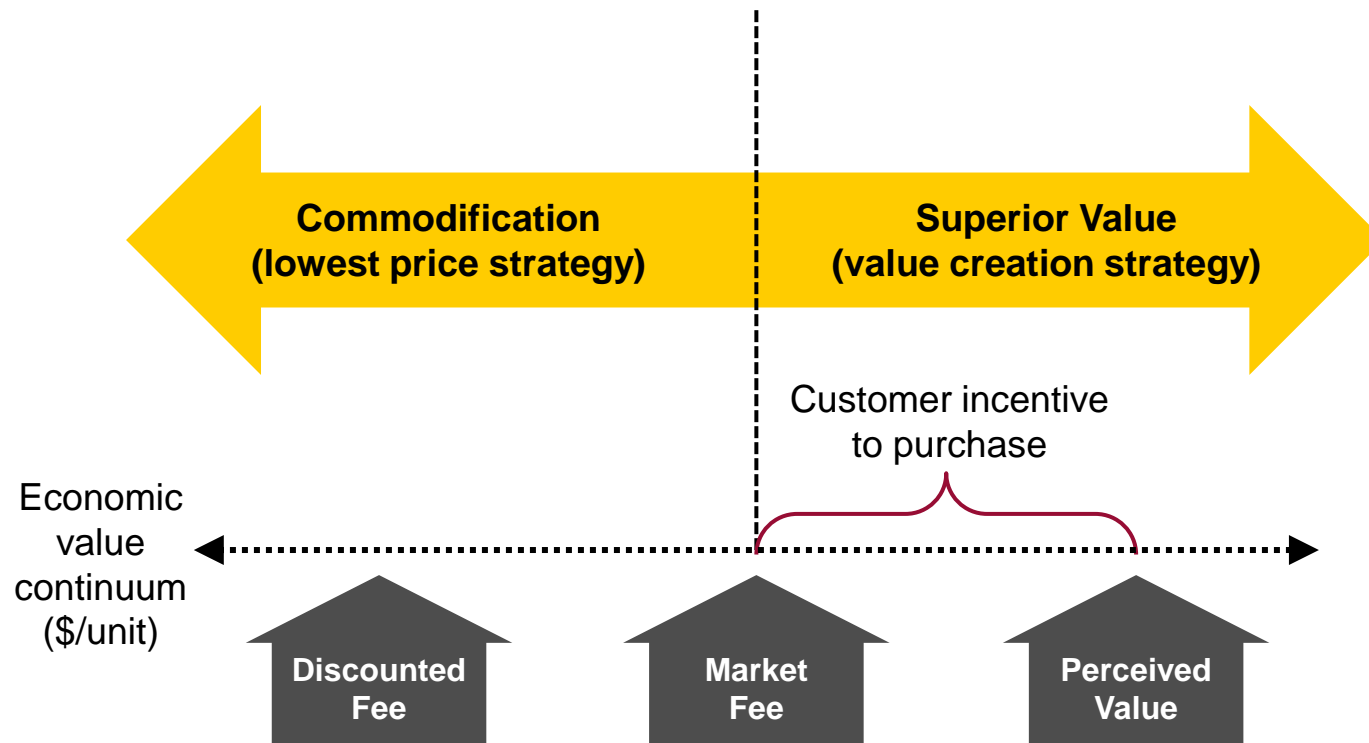 Commodification
(lowest price strategy)
Superior Value
(value creation strategy)
Customer incentive
to purchase
Economic
value
continuum
($/unit)
Discounted
Fee
Market
Fee
Perceived
Value